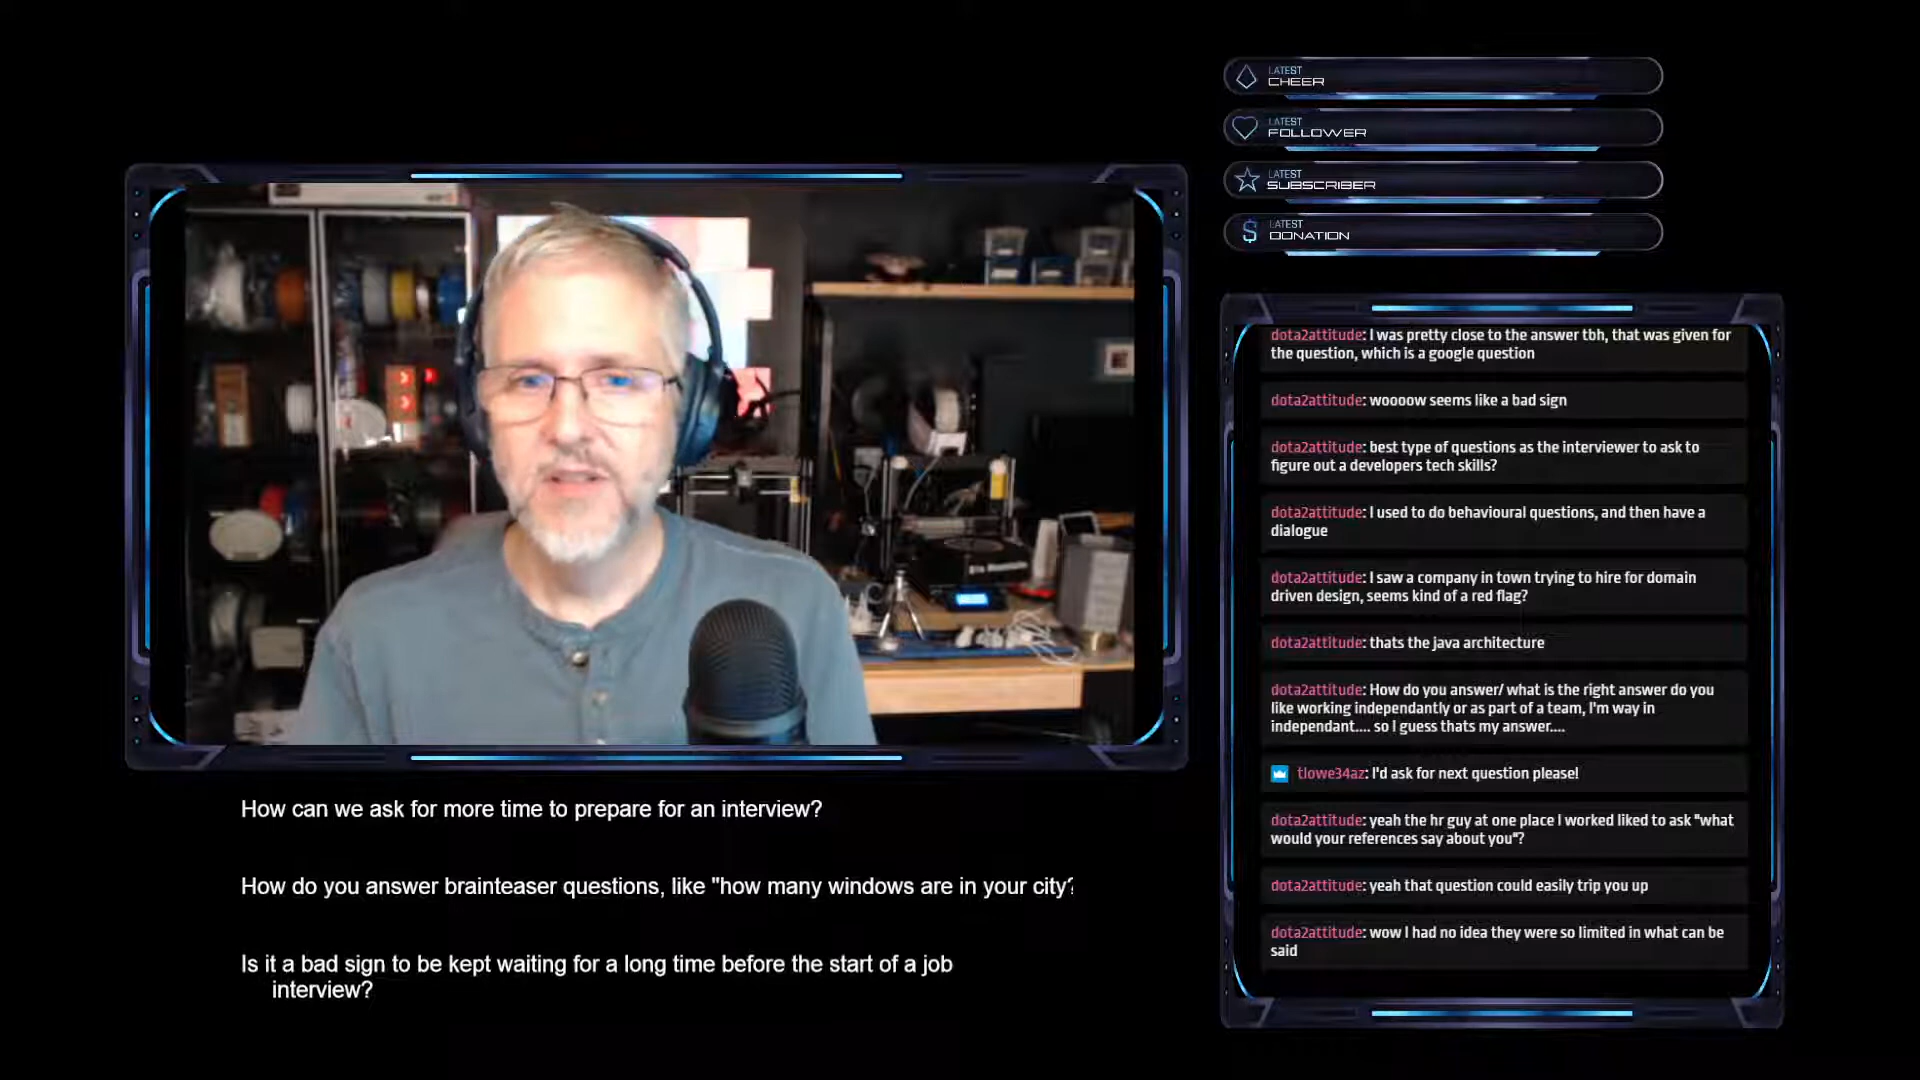 LATEST
CHEER
LATEST
FOLLOWER
LATEST
SUBSCRIBER
LATEST
DONATION
dota2attitude: I was pretty close to the answer tbh, that was given for
the question, which is a google question
dota2attitude: woooow seems like a bad sign
dota2attitude: best type of questions as the interviewer to ask to
figure out a developers tech skills?
dota2attitude: I used to do behavioural questions, and then have a
dialogue
dota2attitude: I saw a company in town trying to hire for domain
driven design, seems kind of a red flag?
dota2attitude: thats the java architecture
dota2attitude: How do you answer/ what is the right answer do you
like working independantly or as part of a team, I'm way in
independant.... so I guess thats my answer....
tlowe34az: I'd ask for next question please!
dota2attitude: yeah the hr guy at one place I worked liked to ask "what
would your references say about you"?
dota2attitude: yeah that question could easily trip you up
dota2attitude: wow I had no idea they were so limited in what can be
said
How can we ask for more time to prepare for an interview?
How do you answer brainteaser questions, like "how many windows are in your city?
Is it a bad sign to be kept waiting for a long time before the start of a job
interview?